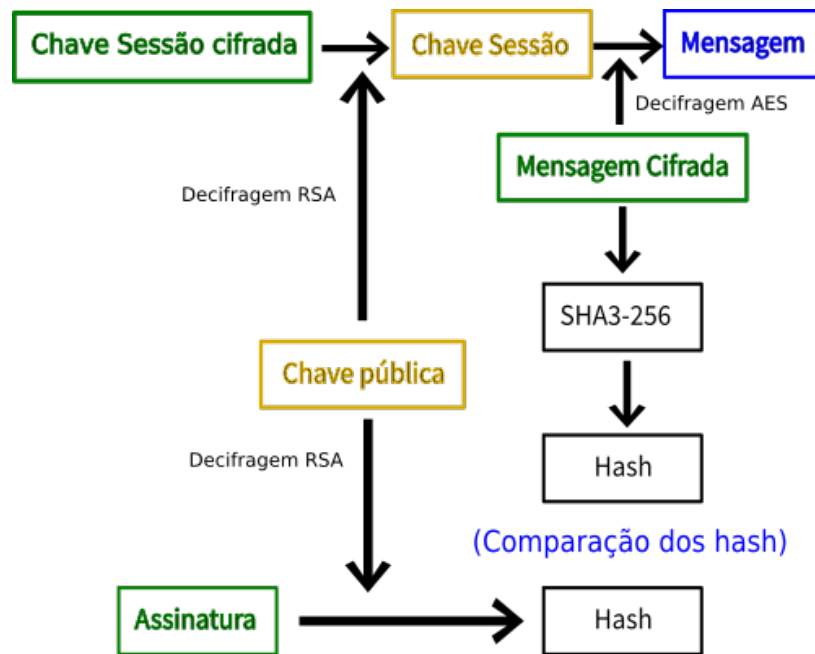 Chave Sessão cifrada
Chave Sessão
Mensagem
Decifragem AES
Mensagem Cifrada
Decifragem RSA
SHA3-256
Chave pública
Decifragem RSA
Hash
(Comparação dos hash)
Assinatura
Hash